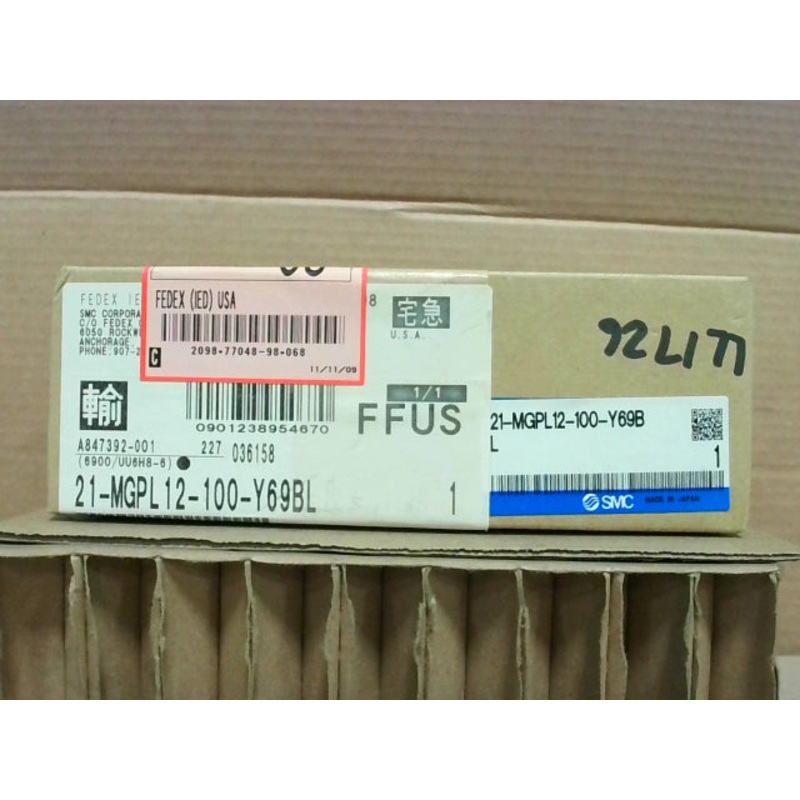 FEDEX IE
SMC CORPORA
C/O FEDEX
6050 ROCKW
ANCHORAGE
PHONE:907-2
FEDEX (IED) USA
2098-77048-98-068
C
11/11/09
8
宅急
U.S.A.
輸
0901238954670
1/1
FFUS
A847392-001
227
036158
(6900/UU6H8-6)
21-MGPL12-100-Y69BL
1
21-MGPL12-100-Y69B
L
1
SMC
MADE IN JAPAN